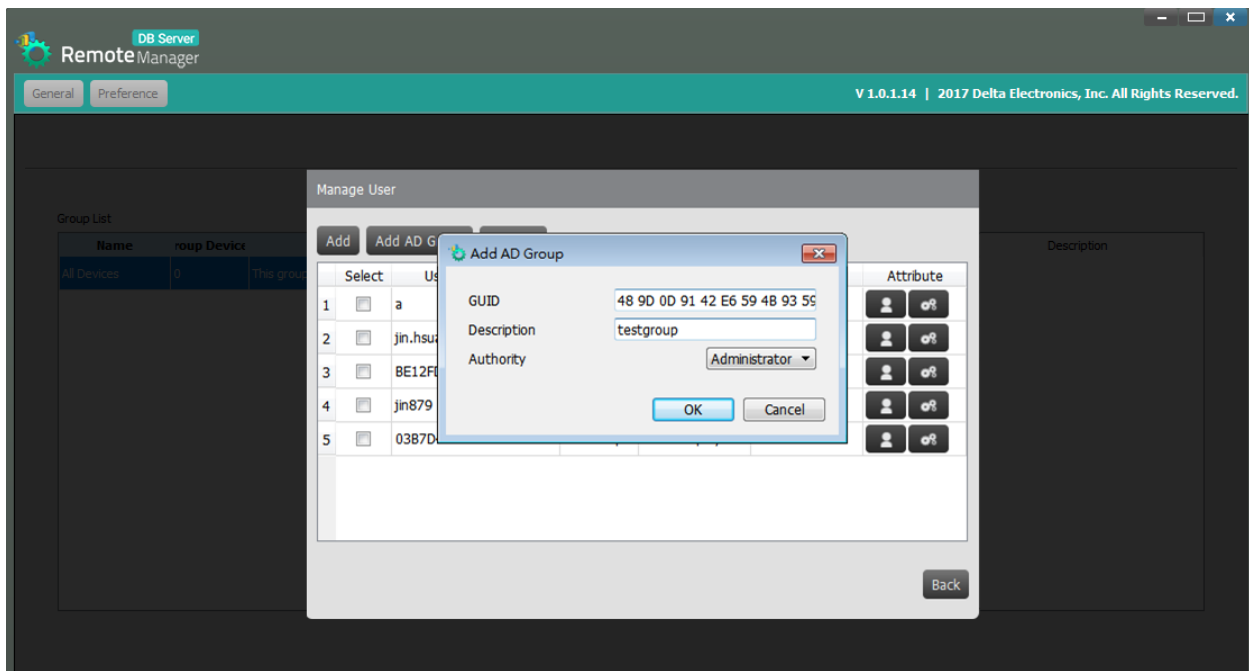 DB Server
Remote Manager
General Preference V 1.0.1.14 | 2017 Delta Electronics, Inc. All Rights Reserved.
Manage User
Group List
Add Add AD G
Add AD Group
Name roup Device Description
All Devices 0 This group
Select Us Attribute
GUID 48 9D 0D 91 42 E6 59 4B 93 59
1 a
Description testgroup
2 jin.hsua
Authority Administrator
3 BE12FD
4 jin879
OK Cancel
5 03B7D
Back